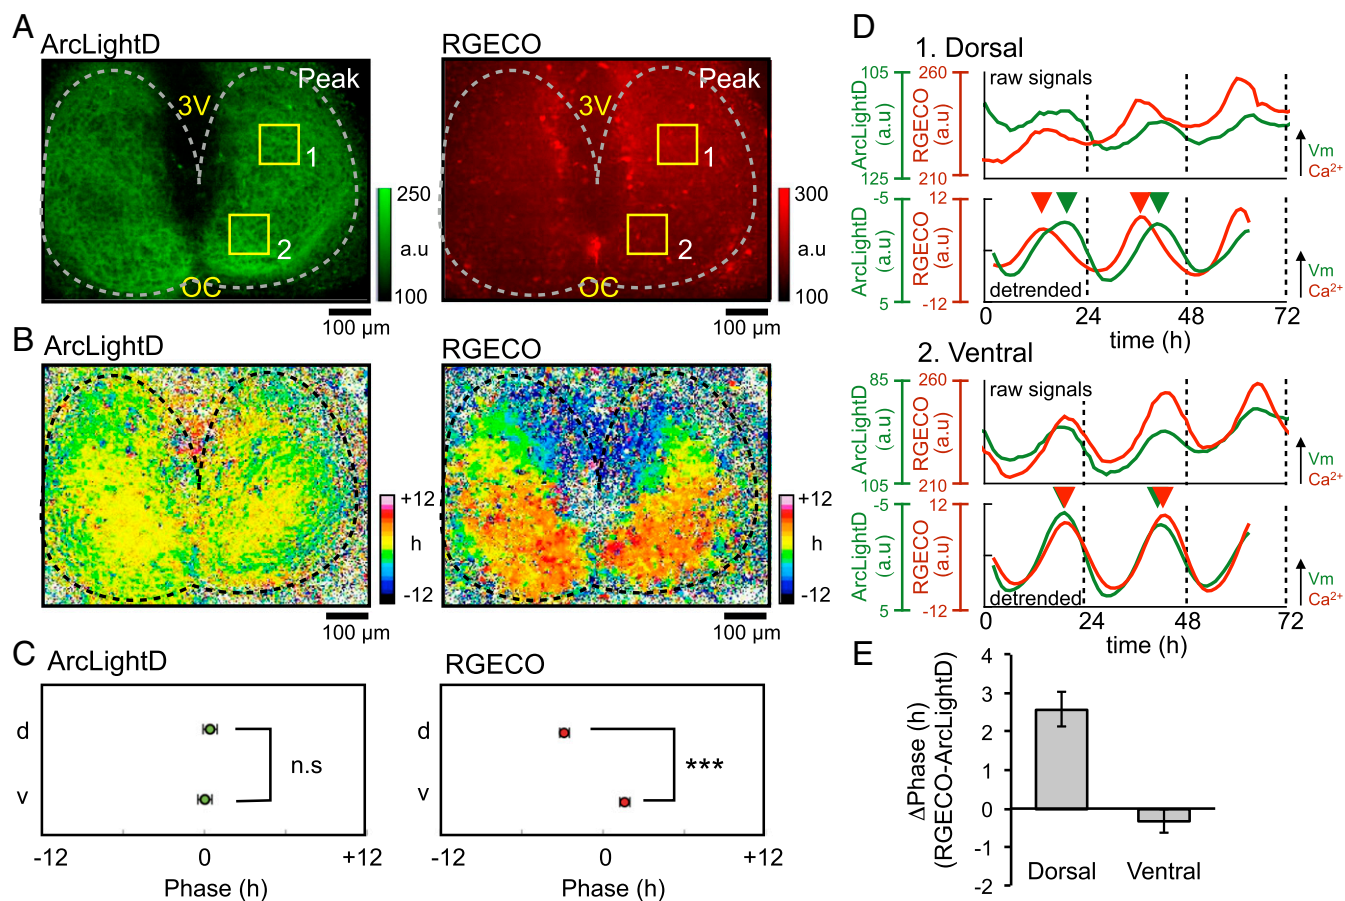 A
ArcLightD
Peak
3V
1
2
OC
250
a.u
100
100 µm
RGECO
Peak
3V
1
2
OC
300
a.u
100
100 µm
B
ArcLightD
+12
h
-12
100 µm
RGECO
+12
h
-12
100 µm
C
ArcLightD
d
v
n.s
-12
0
+12
Phase (h)
RGECO
d
v
***
-12
0
+12
Phase (h)
D
1. Dorsal
105
ArcLightD
(a.u)
125
260
RGECO
(a.u)
210
raw signals
Vm
Ca2+
-5
ArcLightD
(a.u)
5
12
RGECO
(a.u)
-12
detrended
Vm
Ca2+
0
24
48
72
time (h)
2. Ventral
85
ArcLightD
(a.u)
105
260
RGECO
(a.u)
210
raw signals
Vm
Ca2+
-5
ArcLightD
(a.u)
5
12
RGECO
(a.u)
-12
detrended
Vm
Ca2+
0
24
48
72
time (h)
E
ΔPhase (h)
(RGECO-ArcLightD)
4
3
2
1
0
-1
-2
Dorsal
Ventral